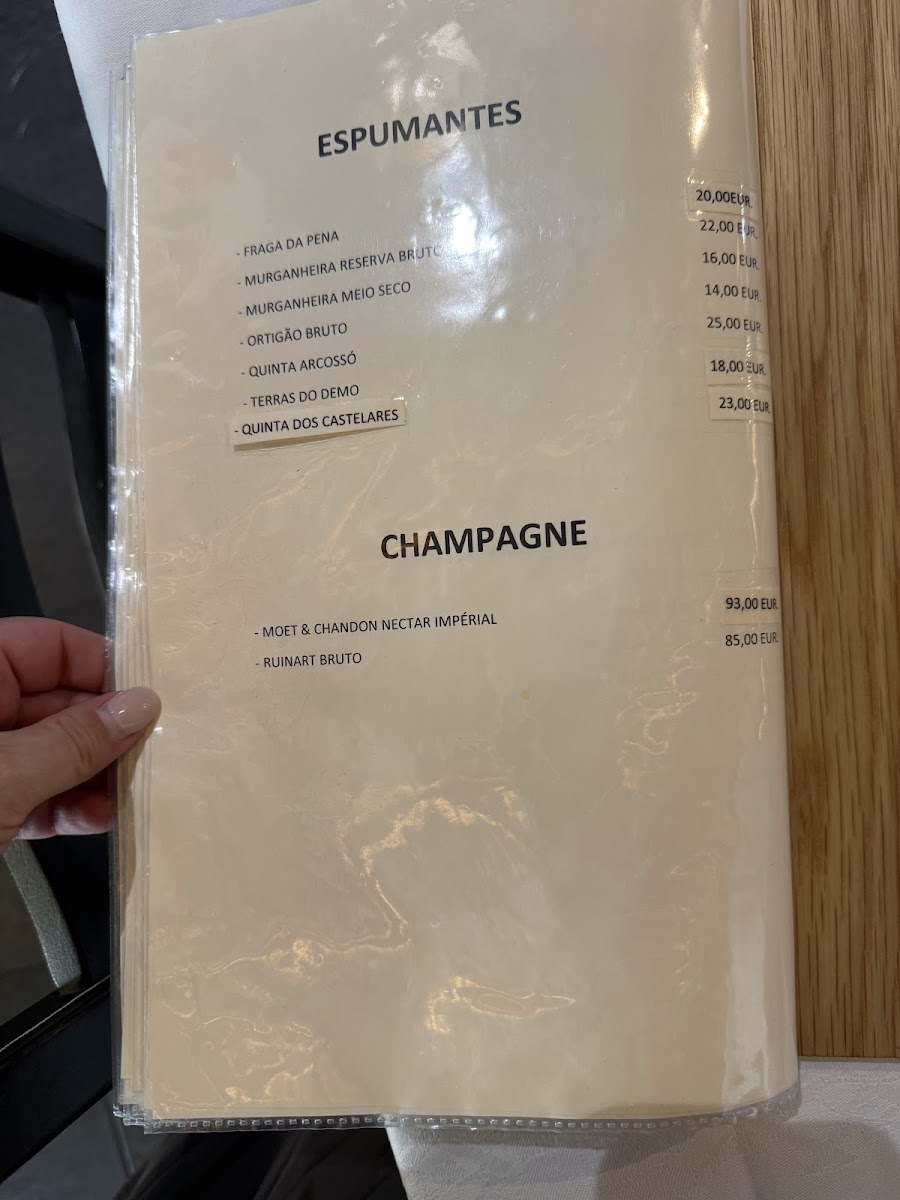 ESPUMANTES
- FRAGA DA PENA 20,00EUR.
- MURGANHEIRA RESERVA BRUTO 22,00 EUR.
- MURGANHEIRA MEIO SECO 16,00 EUR.
- ORTIGÃO BRUTO 14,00 EUR.
- QUINTA ARCOSSÓ 25,00 EUR.
- TERRAS DO DEMO 18,00 EUR.
- QUINTA DOS CASTELARES 23,00 EUR.
CHAMPAGNE
- MOET & CHANDON NECTAR IMPÉRIAL 93,00 EUR.
- RUINART BRUTO 85,00 EUR.